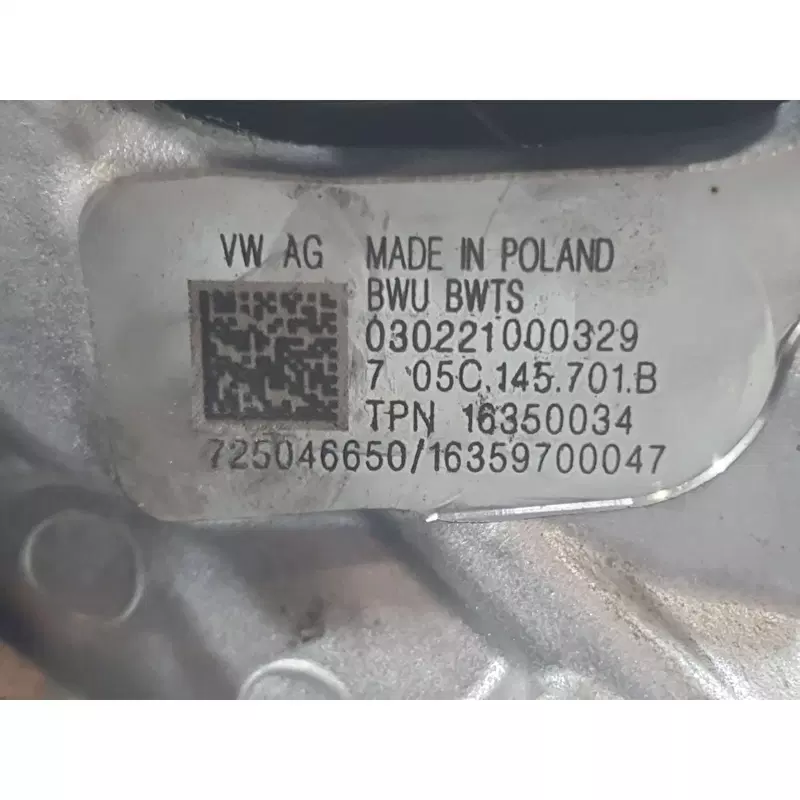 VW AG MADE IN POLAND
BWU BWTS
030221000329
7 05C.145.701.B
TPN 16350034
725046650/16359700047